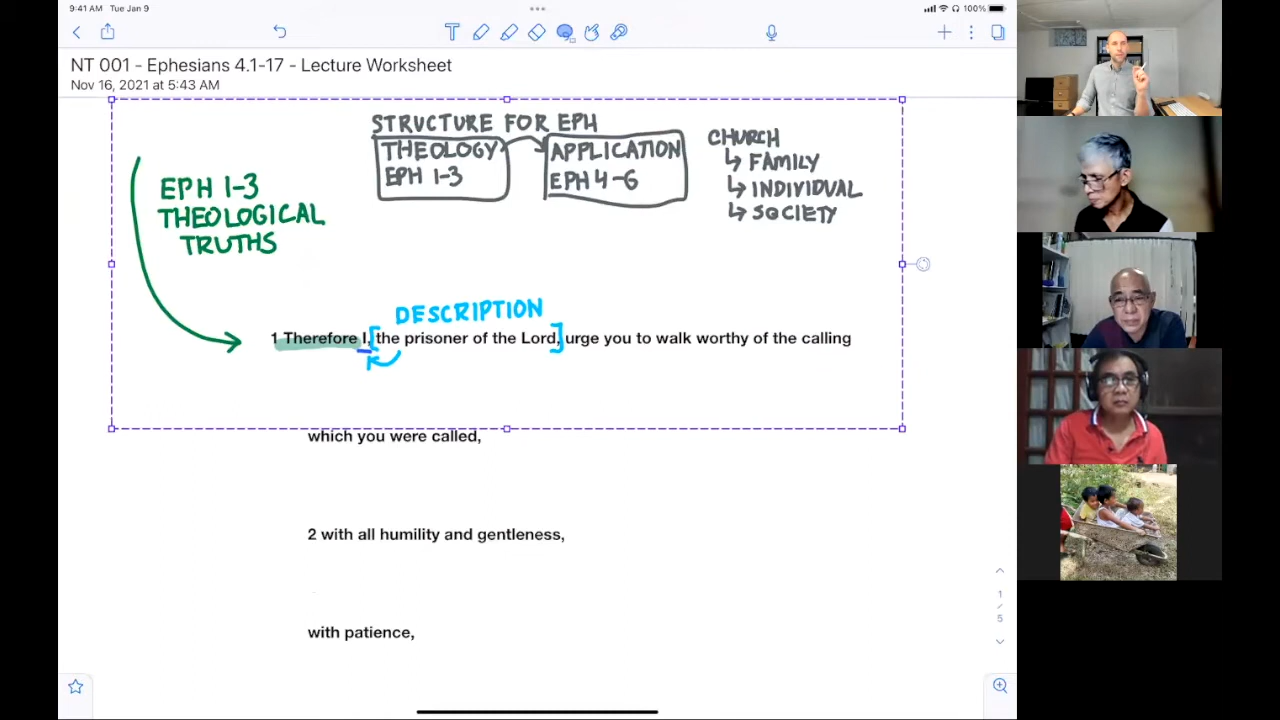 9:41 AM Tue Jan 9
100%
NT 001 - Ephesians 4.1-17 - Lecture Worksheet
Nov 16, 2021 at 5:43 AM
STRUCTURE FOR EPH
THEOLOGY
EPH 1-3
APPLICATION
EPH 4-6
CHURCH
↳ FAMILY
↳ INDIVIDUAL
↳ SOCIETY
EPH 1-3
THEOLOGICAL
TRUTHS
DESCRIPTION
1 Therefore I, [the prisoner of the Lord,] urge you to walk worthy of the calling
which you were called,
2 with all humility and gentleness,
with patience,
1
/
5